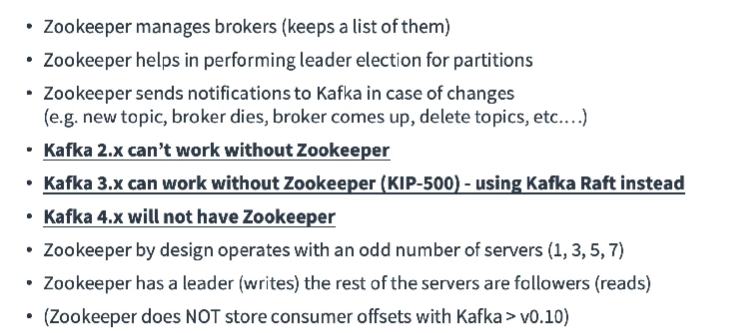 • Zookeeper manages brokers (keeps a list of them)
• Zookeeper helps in performing leader election for partitions
• Zookeeper sends notifications to Kafka in case of changes
(e.g. new topic, broker dies, broker comes up, delete topics, etc....)
• Kafka 2.x can't work without Zookeeper
• Kafka 3.x can work without Zookeeper (KIP-500) - using Kafka Raft instead
• Kafka 4.x will not have Zookeeper
• Zookeeper by design operates with an odd number of servers (1, 3, 5, 7)
• Zookeeper has a leader (writes) the rest of the servers are followers (reads)
• (Zookeeper does NOT store consumer offsets with Kafka > v0.10)